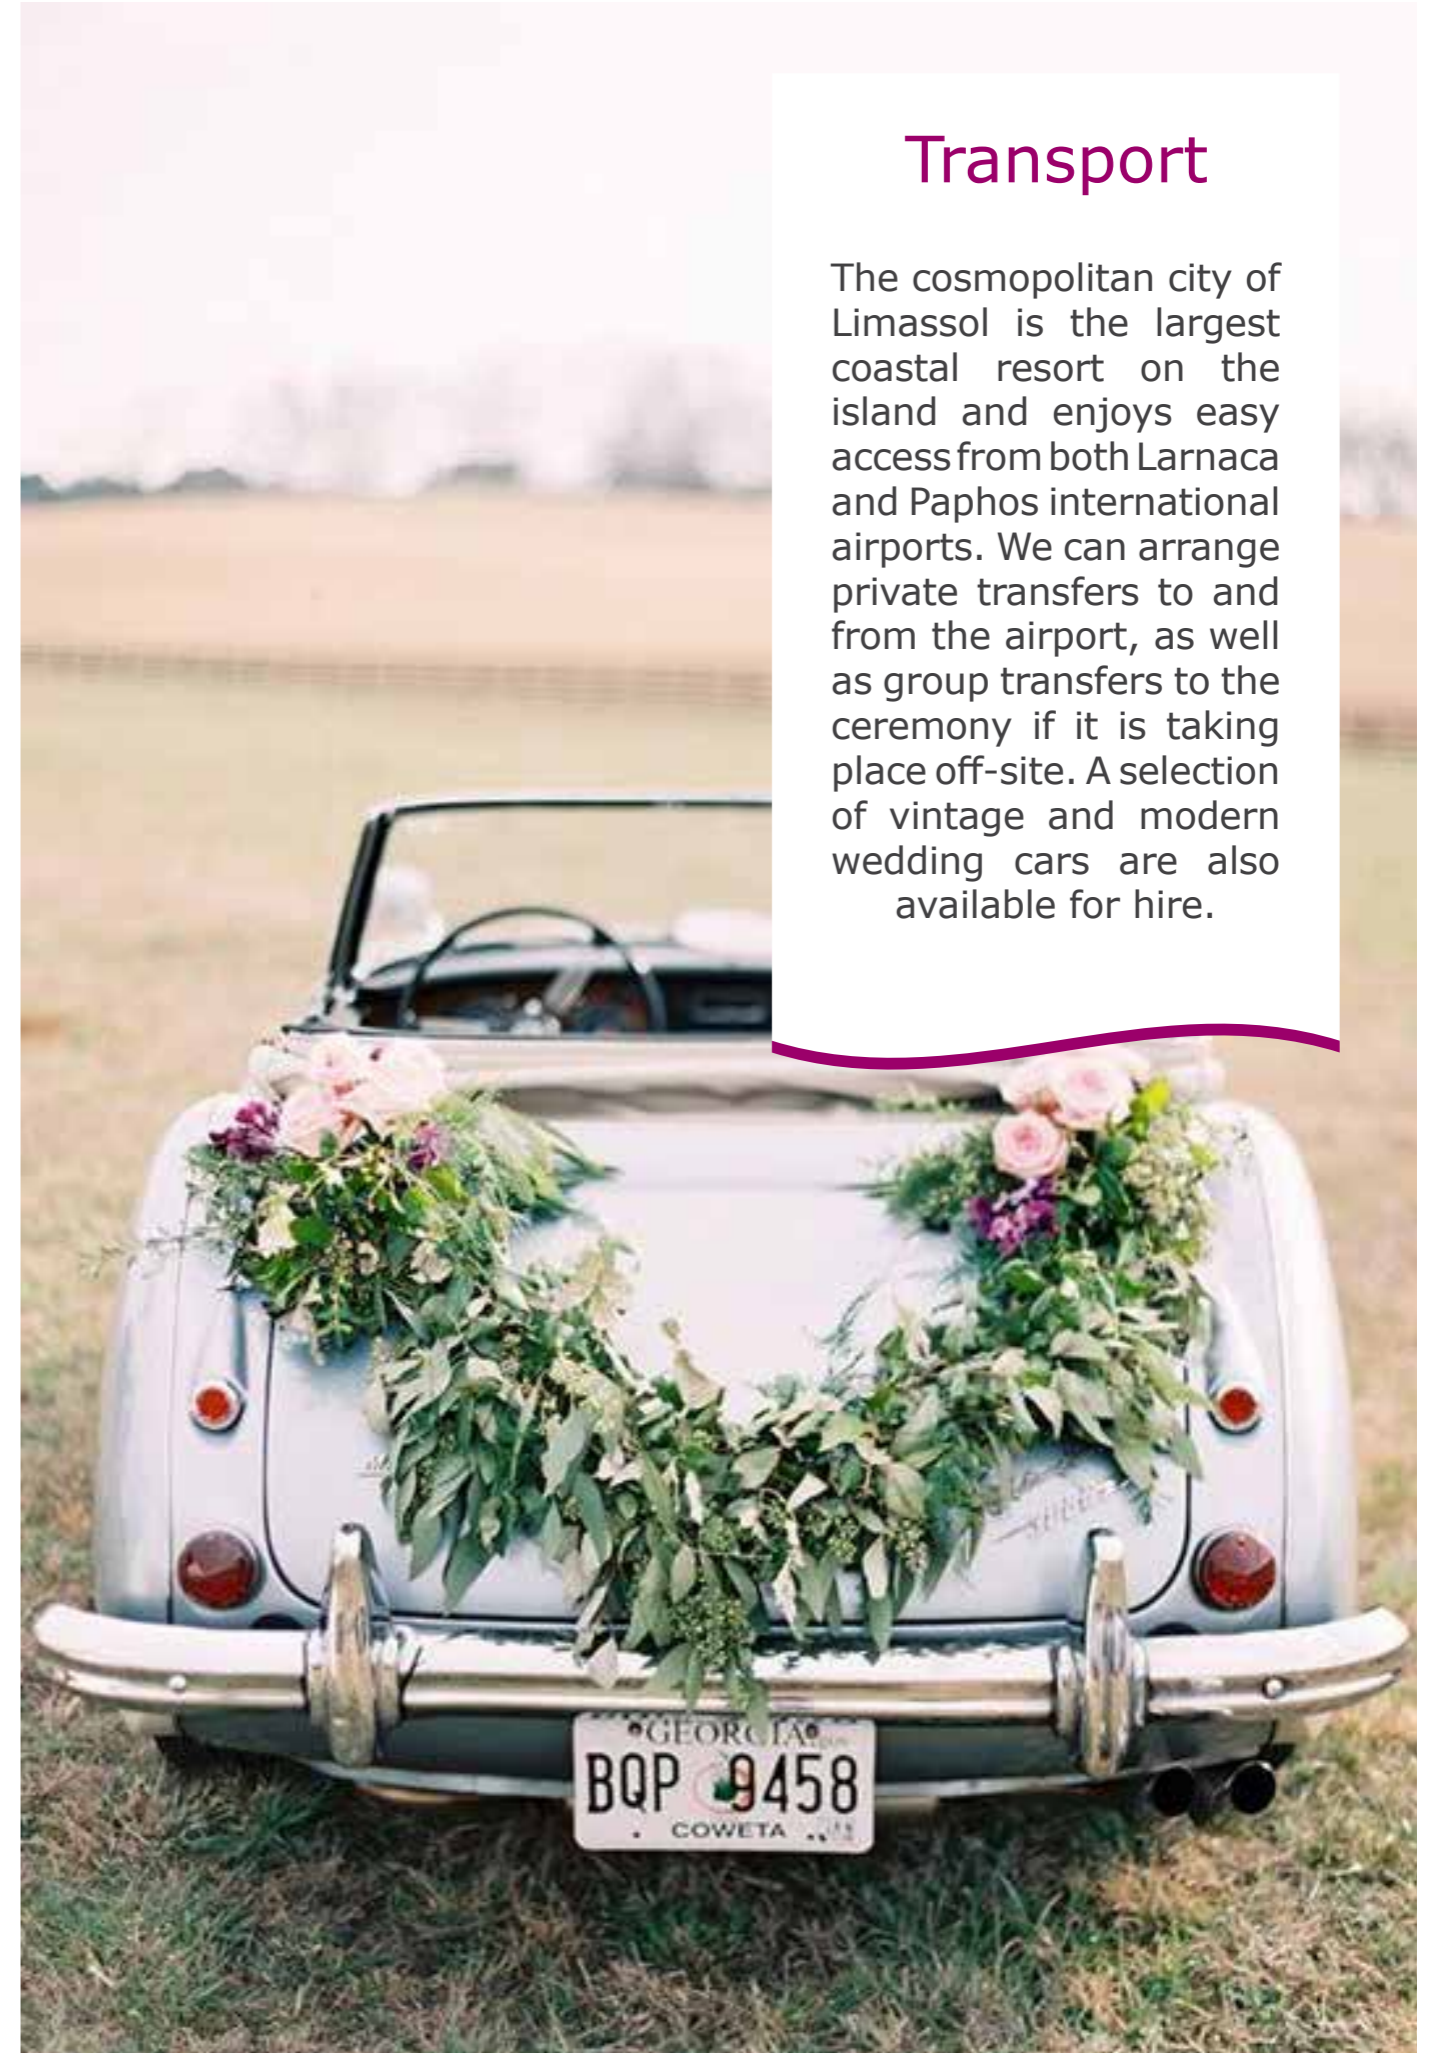 Transport
The cosmopolitan city of
Limassol is the largest
coastal resort on the
island and enjoys easy
access from both Larnaca
and Paphos international
airports. We can arrange
private transfers to and
from the airport, as well
as group transfers to the
ceremony if it is taking
place off-site. A selection
of vintage and modern
wedding cars are also
available for hire.
GEORGIA
BQP 9458
COWETA